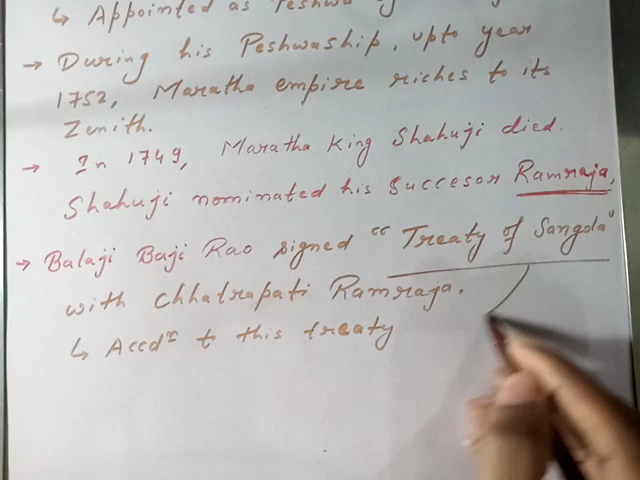 ↳ Appointed as Peshwa
→ During his Peshwaship, upto year
1752, Maratha empire riches to its
Zenith.
→ In 1749, Maratha King Shahuji died.
Shahuji nominated his succesor Ramraja,
→ Balaji Baji Rao signed "Treaty of Sangola"
with Chhatrapati Ramraja.
↳ Accdⁿ to this treaty